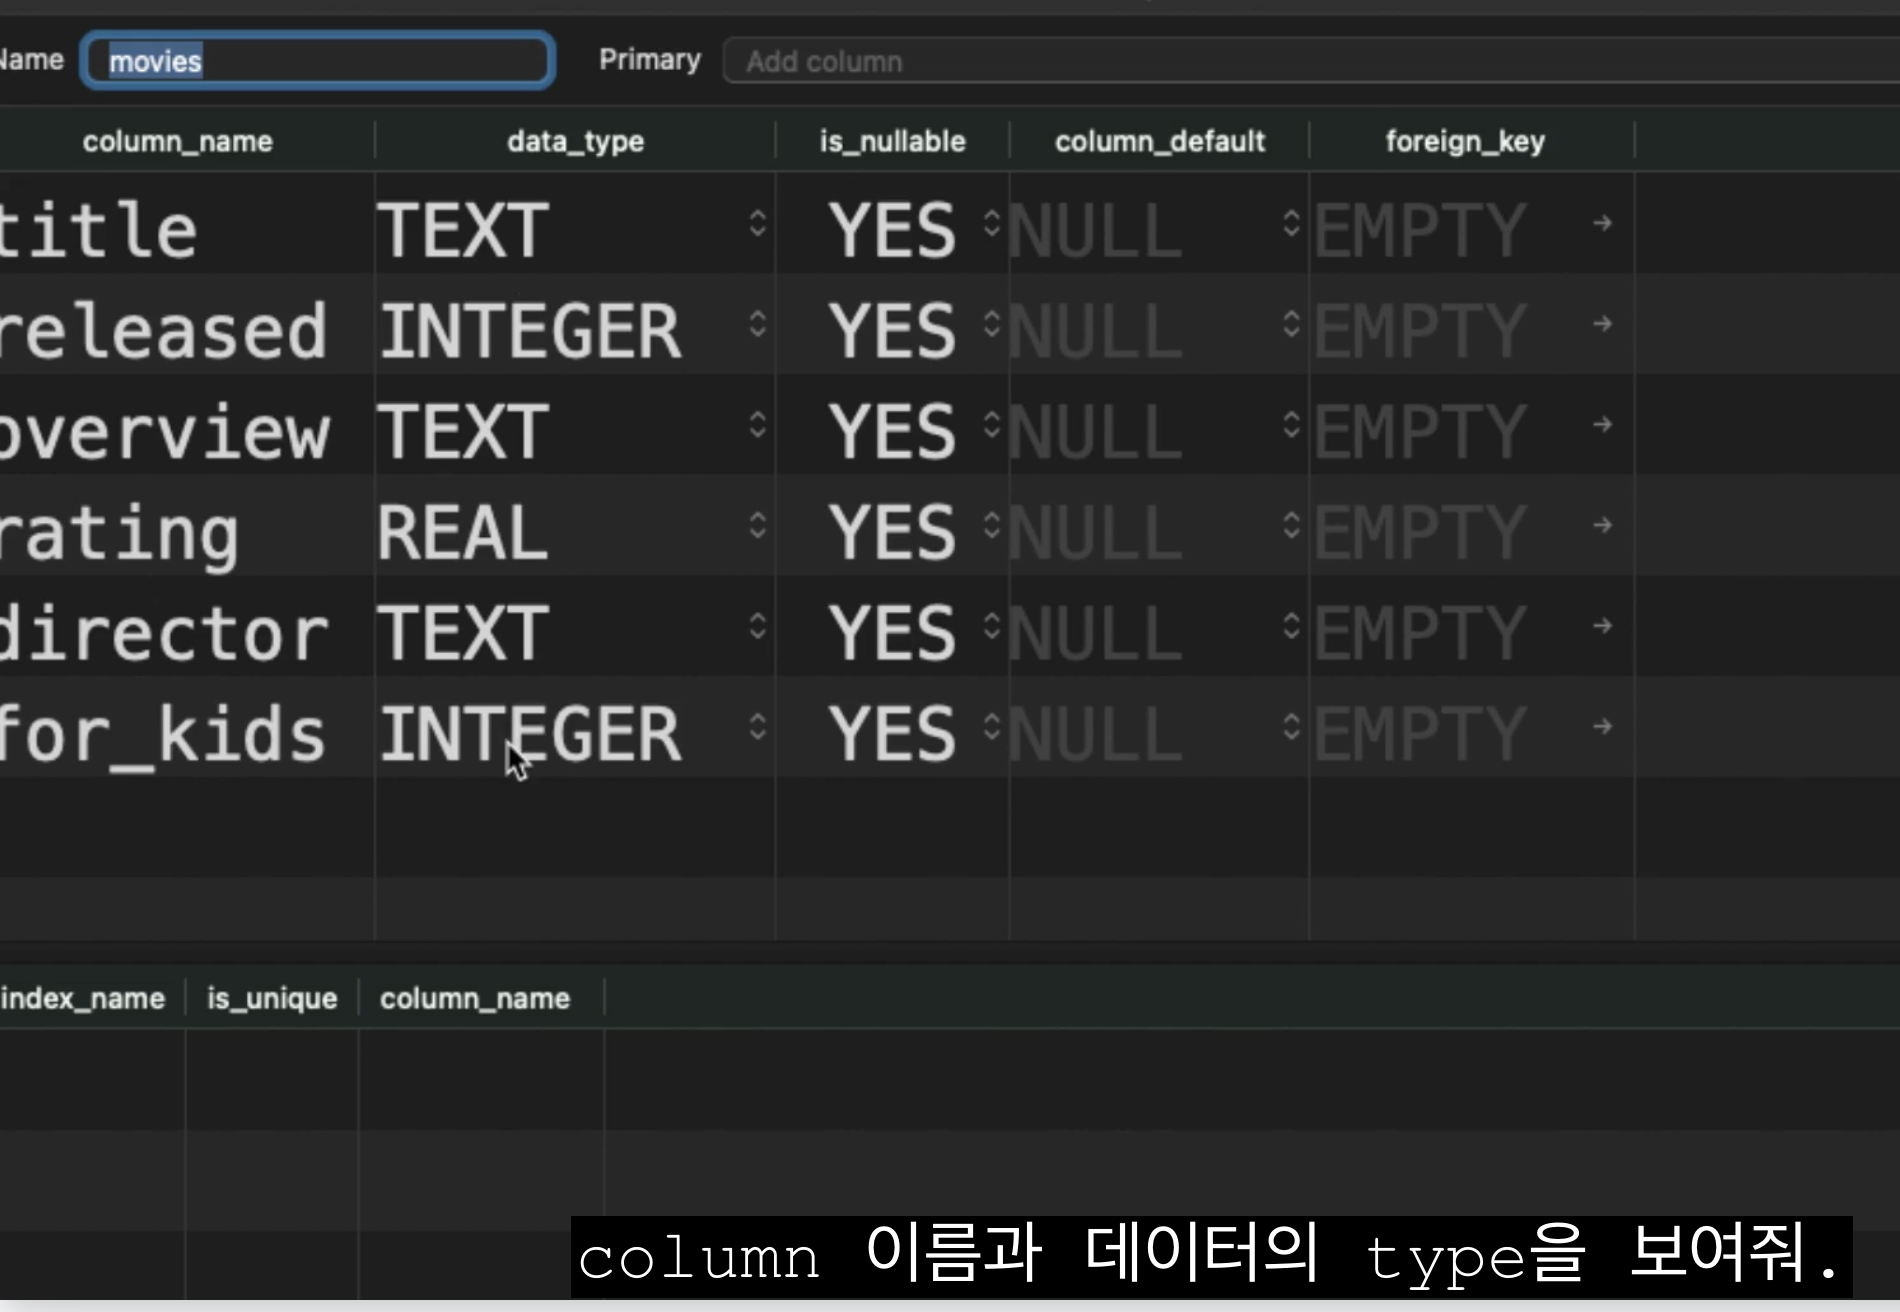 Name movies Primary Add column
column_name data_type is_nullable column_default foreign_key
title TEXT YES NULL EMPTY
released INTEGER YES NULL EMPTY
overview TEXT YES NULL EMPTY
rating REAL YES NULL EMPTY
director TEXT YES NULL EMPTY
for_kids INTEGER YES NULL EMPTY
index_name is_unique column_name
column 이름과 데이터의 type을 보여줘.